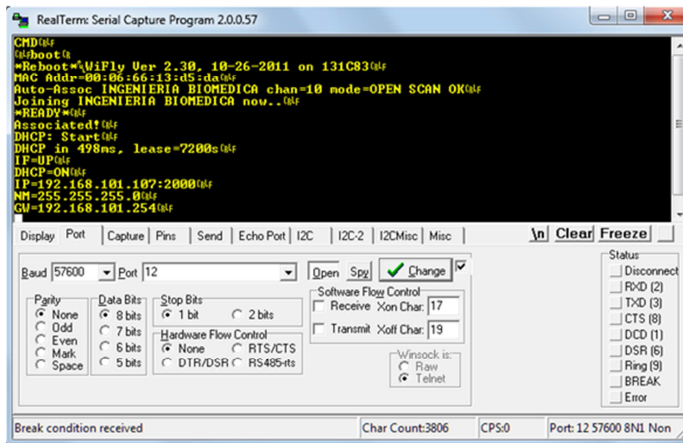 RealTerm: Serial Capture Program 2.0.0.57
CMD
boot
*Reboot*WiFly Ver 2.30, 10-26-2011 on 131C83
MAC Addr=00:06:66:13:d5:da
Auto-Assoc INGENIERIA BIOMEDICA chan=10 mode=OPEN SCAN OK
Joining INGENIERIA BIOMEDICA now..
*READY*
Associated!
DHCP: Start
DHCP in 498ms, lease=7200s
IF=UP
DHCP=ON
IP=192.168.101.107:2000
NM=255.255.255.0
GW=192.168.101.254
Display Port Capture Pins Send Echo Port I2C I2C-2 I2CMisc Misc \n Clear Freeze
Baud 57600 Port 12 Open Spy Change
Parity
None
Odd
Even
Mark
Space
Data Bits
8 bits
7 bits
6 bits
5 bits
Stop Bits
1 bit 2 bits
Hardware Flow Control
None RTS/CTS
DTR/DSR RS485-rts
Software Flow Control
Receive Xon Char: 17
Transmit Xoff Char: 19
Winsock is:
Raw
Telnet
Status
Disconnect
RXD (2)
TXD (3)
CTS (8)
DCD (1)
DSR (6)
Ring (9)
BREAK
Error
Break condition received Char Count:3806 CPS:0 Port: 12 57600 8N1 Non